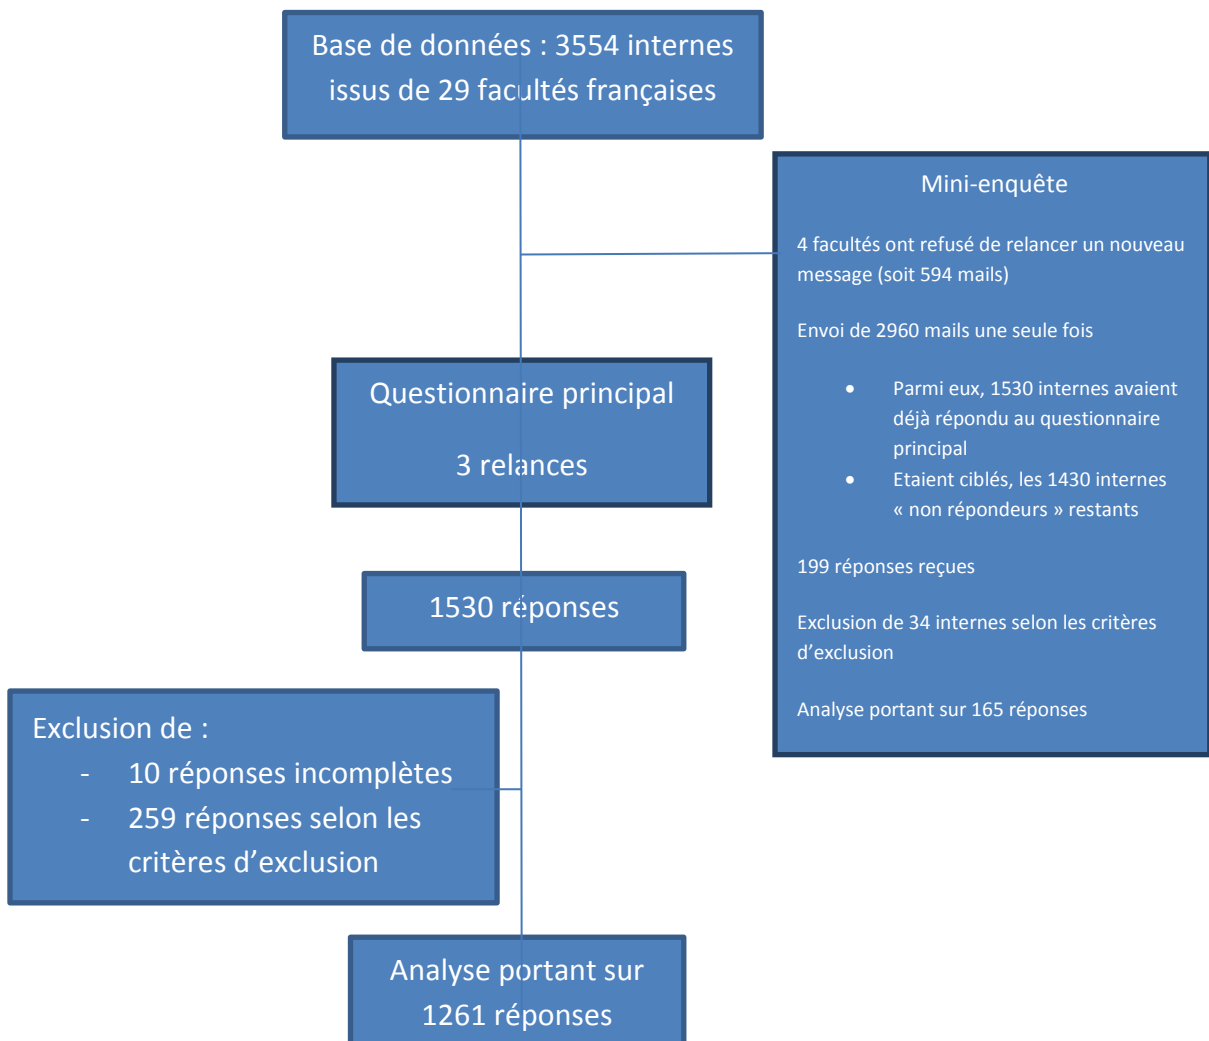 Base de données : 3554 internes
issus de 29 facultés françaises
Mini-enquête
4 facultés ont refusé de relancer un nouveau
message (soit 594 mails)
Envoi de 2960 mails une seule fois
• Parmi eux, 1530 internes avaient
déjà répondu au questionnaire
principal
• Etaient ciblés, les 1430 internes
« non répondeurs » restants
199 réponses reçues
Exclusion de 34 internes selon les critères
d’exclusion
Analyse portant sur 165 réponses
Questionnaire principal
3 relances
1530 réponses
Exclusion de :
- 10 réponses incomplètes
- 259 réponses selon les
critères d’exclusion
Analyse portant sur
1261 réponses